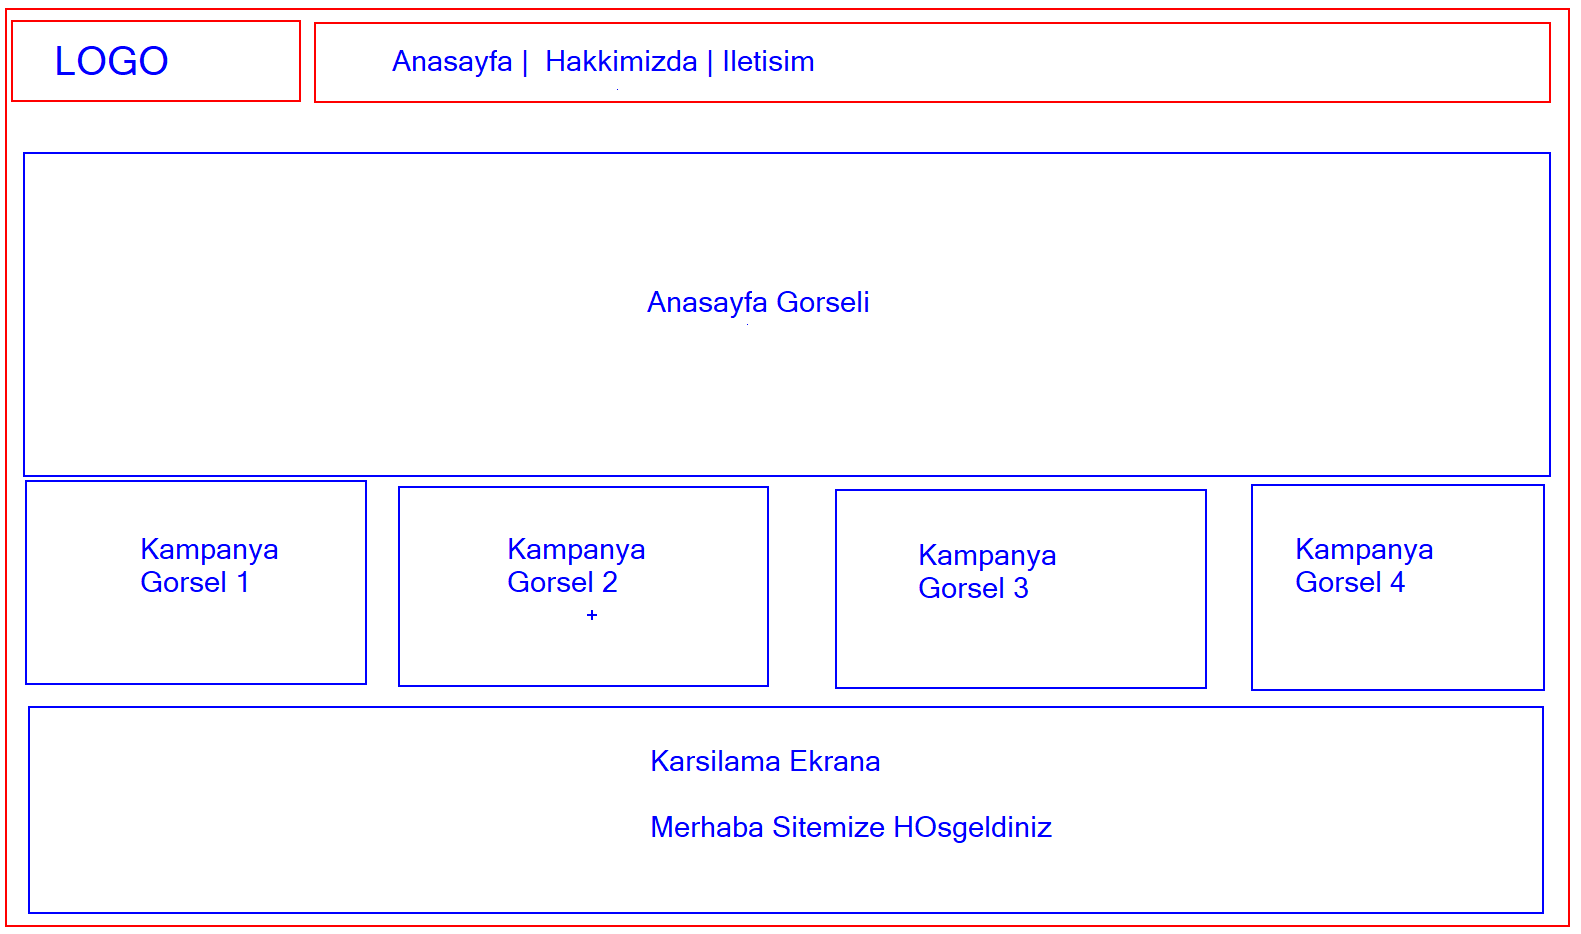 LOGO
Anasayfa | Hakkimizda | Iletisim
Anasayfa Gorseli
Kampanya
Gorsel 1
Kampanya
Gorsel 2
Kampanya
Gorsel 3
Kampanya
Gorsel 4
Karsilama Ekrana
Merhaba Sitemize HOsgeldiniz